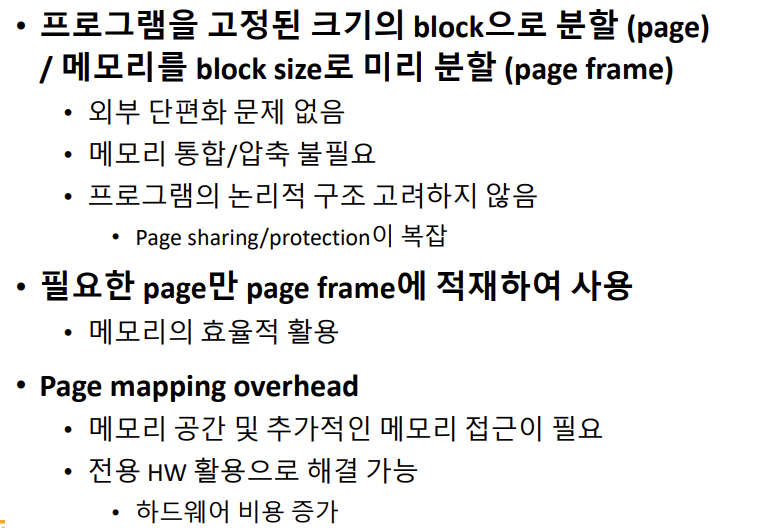 • 프로그램을 고정된 크기의 block으로 분할 (page)
/ 메모리를 block size로 미리 분할 (page frame)
• 외부 단편화 문제 없음
• 메모리 통합/압축 불필요
• 프로그램의 논리적 구조 고려하지 않음
• Page sharing/protection이 복잡
• 필요한 page만 page frame에 적재하여 사용
• 메모리의 효율적 활용
• Page mapping overhead
• 메모리 공간 및 추가적인 메모리 접근이 필요
• 전용 HW 활용으로 해결 가능
• 하드웨어 비용 증가